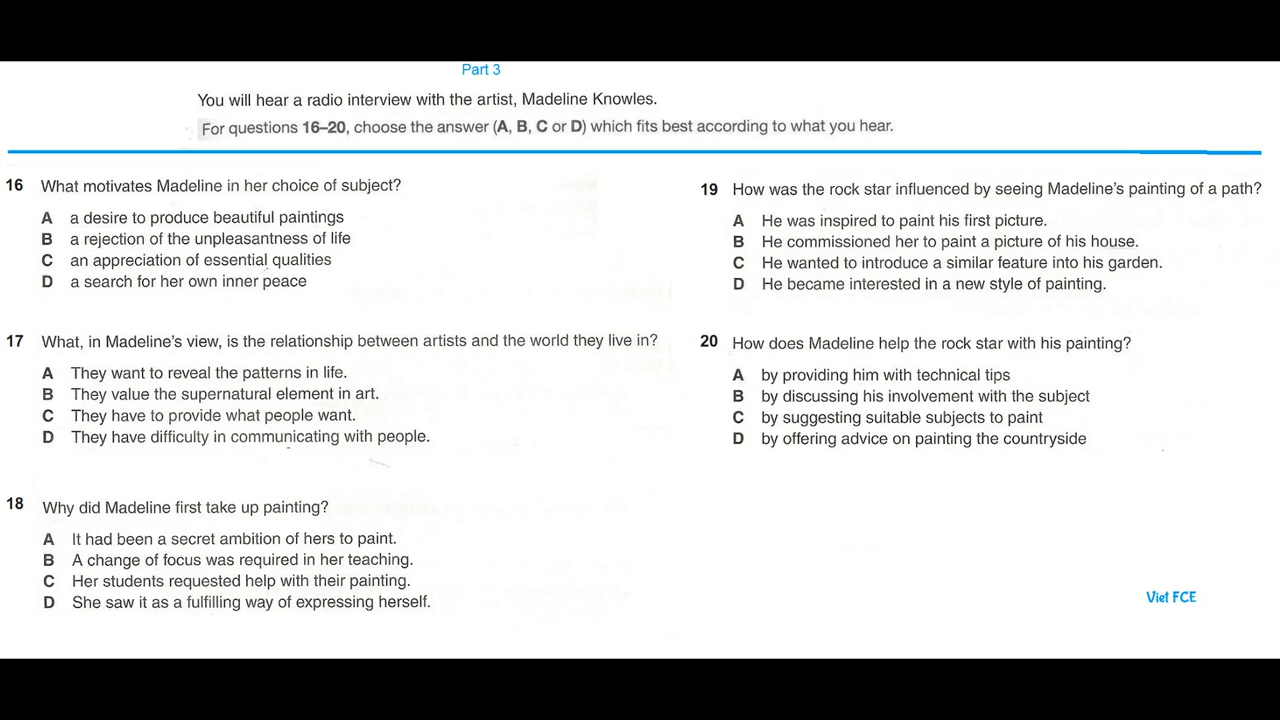 Part 3
You will hear a radio interview with the artist, Madeline Knowles.
For questions 16–20, choose the answer (A, B, C or D) which fits best according to what you hear.
16 What motivates Madeline in her choice of subject?
A a desire to produce beautiful paintings
B a rejection of the unpleasantness of life
C an appreciation of essential qualities
D a search for her own inner peace
17 What, in Madeline's view, is the relationship between artists and the world they live in?
A They want to reveal the patterns in life.
B They value the supernatural element in art.
C They have to provide what people want.
D They have difficulty in communicating with people.
18 Why did Madeline first take up painting?
A It had been a secret ambition of hers to paint.
B A change of focus was required in her teaching.
C Her students requested help with their painting.
D She saw it as a fulfilling way of expressing herself.
19 How was the rock star influenced by seeing Madeline's painting of a path?
A He was inspired to paint his first picture.
B He commissioned her to paint a picture of his house.
C He wanted to introduce a similar feature into his garden.
D He became interested in a new style of painting.
20 How does Madeline help the rock star with his painting?
A by providing him with technical tips
B by discussing his involvement with the subject
C by suggesting suitable subjects to paint
D by offering advice on painting the countryside
Viet FCE